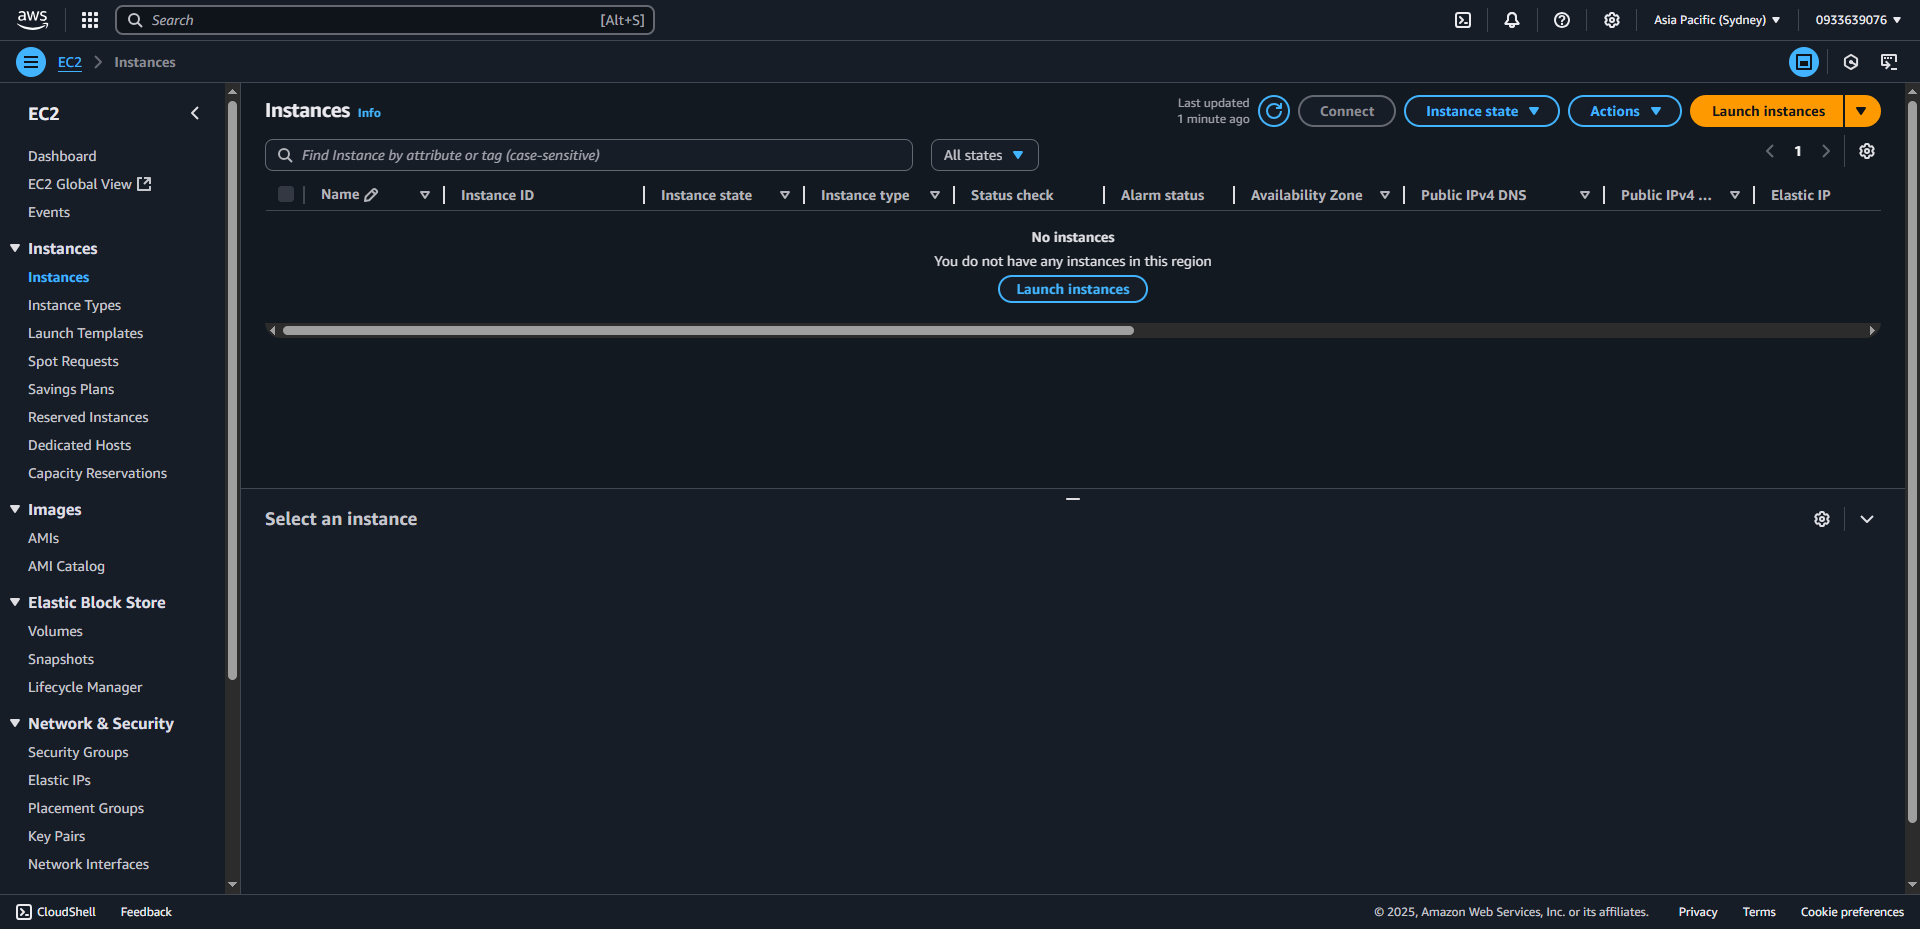 aws
Search [Alt+S]
Asia Pacific (Sydney)
0933639076
EC2
Instances
EC2
Dashboard
EC2 Global View
Events
Instances
Instances
Instance Types
Launch Templates
Spot Requests
Savings Plans
Reserved Instances
Dedicated Hosts
Capacity Reservations
Images
AMIs
AMI Catalog
Elastic Block Store
Volumes
Snapshots
Lifecycle Manager
Network & Security
Security Groups
Elastic IPs
Placement Groups
Key Pairs
Network Interfaces
Instances Info
Last updated
1 minute ago
Connect
Instance state
Actions
Launch instances
Find Instance by attribute or tag (case-sensitive)
All states
1
Name
Instance ID
Instance state
Instance type
Status check
Alarm status
Availability Zone
Public IPv4 DNS
Public IPv4 ...
Elastic IP
No instances
You do not have any instances in this region
Launch instances
Select an instance
CloudShell
Feedback
© 2025, Amazon Web Services, Inc. or its affiliates.
Privacy
Terms
Cookie preferences